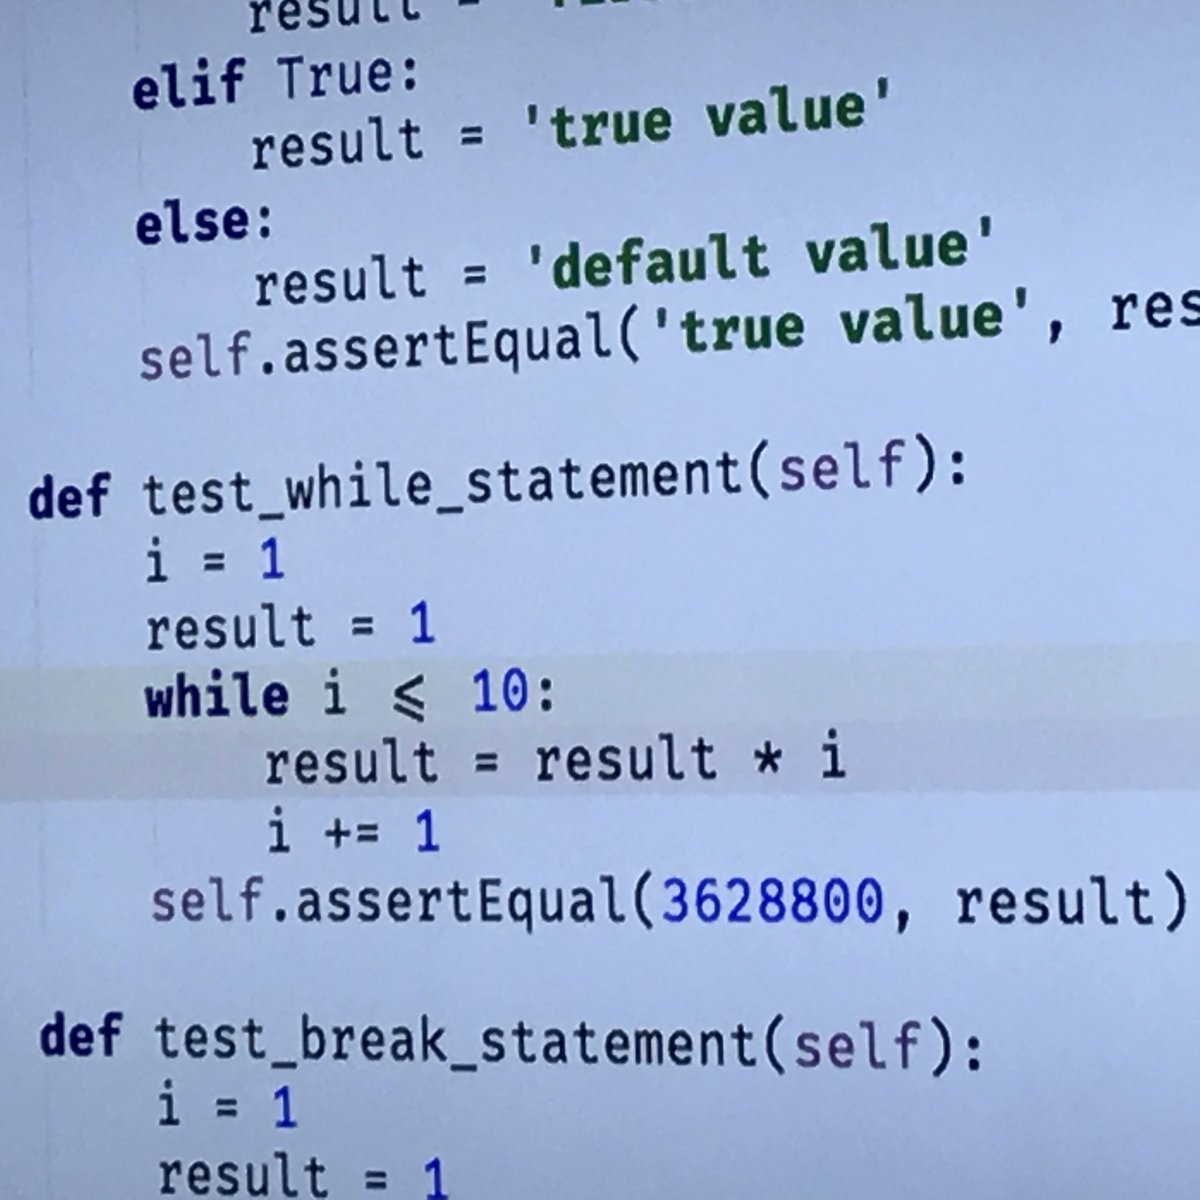 result =
elif True:
result = 'true value'
else:
result = 'default value'
self.assertEqual('true value', res
def test_while_statement(self):
i = 1
result = 1
while i ⩽ 10:
result = result * i
i += 1
self.assertEqual(3628800, result)
def test_break_statement(self):
i = 1
result = 1